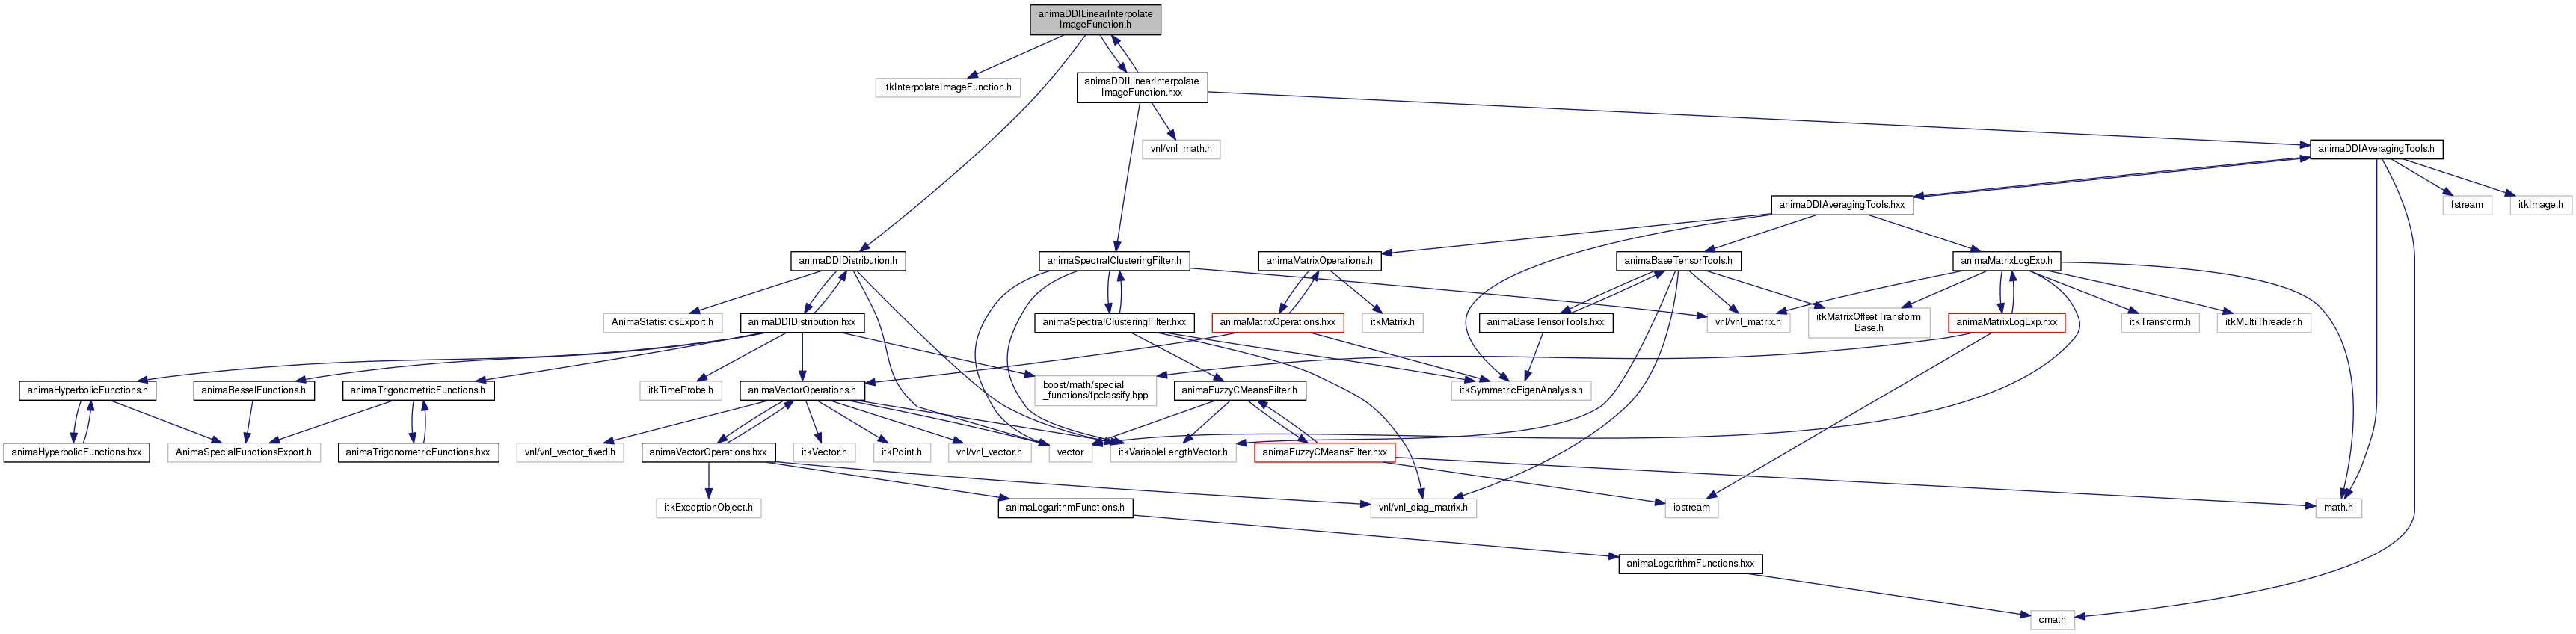 animaDDILinearInterpolate
ImageFunction.h
itkInterpolateImageFunction.h
animaDDILinearInterpolate
ImageFunction.hxx
vnl/vnl_math.h
animaDDIAveragingTools.h
animaDDIAveragingTools.hxx
fstream
itkImage.h
animaDDIDistribution.h
animaSpectralClusteringFilter.h
animaMatrixOperations.h
animaBaseTensorTools.h
animaMatrixLogExp.h
AnimaStatisticsExport.h
animaDDIDistribution.hxx
animaSpectralClusteringFilter.hxx
animaMatrixOperations.hxx
itkMatrix.h
animaBaseTensorTools.hxx
vnl/vnl_matrix.h
itkMatrixOffsetTransform
Base.h
animaMatrixLogExp.hxx
itkTransform.h
itkMultiThreader.h
animaHyperbolicFunctions.h
animaBesselFunctions.h
animaTrigonometricFunctions.h
itkTimeProbe.h
animaVectorOperations.h
boost/math/special
_functions/fpclassify.hpp
animaFuzzyCMeansFilter.h
itkSymmetricEigenAnalysis.h
animaHyperbolicFunctions.hxx
AnimaSpecialFunctionsExport.h
animaTrigonometricFunctions.hxx
vnl/vnl_vector_fixed.h
animaVectorOperations.hxx
itkVector.h
itkPoint.h
vnl/vnl_vector.h
vector
itkVariableLengthVector.h
animaFuzzyCMeansFilter.hxx
itkExceptionObject.h
animaLogarithmFunctions.h
vnl/vnl_diag_matrix.h
iostream
math.h
animaLogarithmFunctions.hxx
cmath